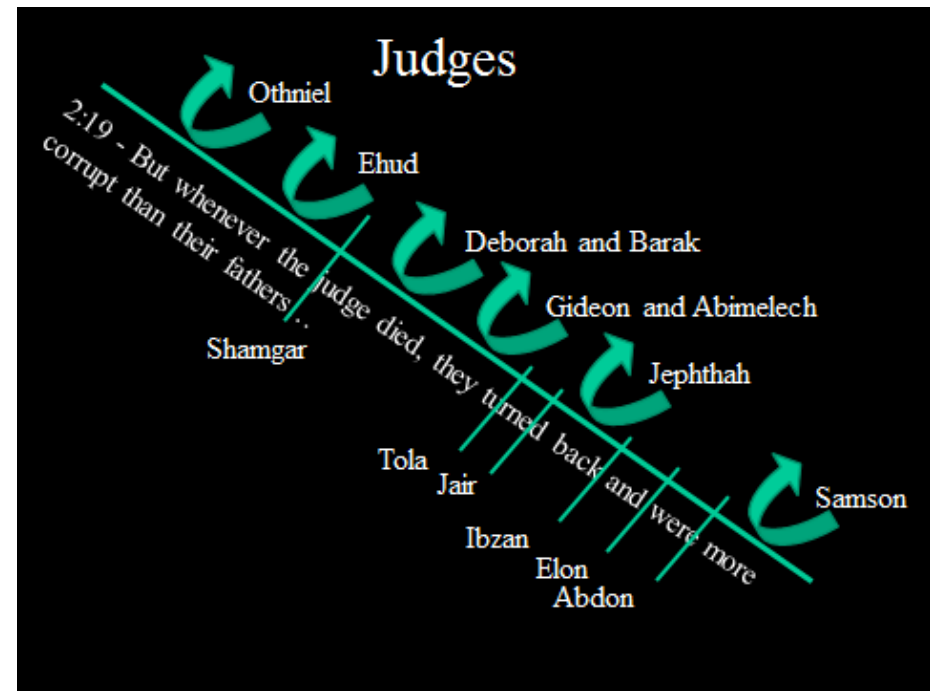 Judges
Othniel
Ehud
Deborah and Barak
Gideon and Abimelech
Jephthah
Samson
2:19 - But whenever the judge died, they turned back and were more
corrupt than their fathers . .
Shamgar
Tola
Jair
Ibzan
Elon
Abdon